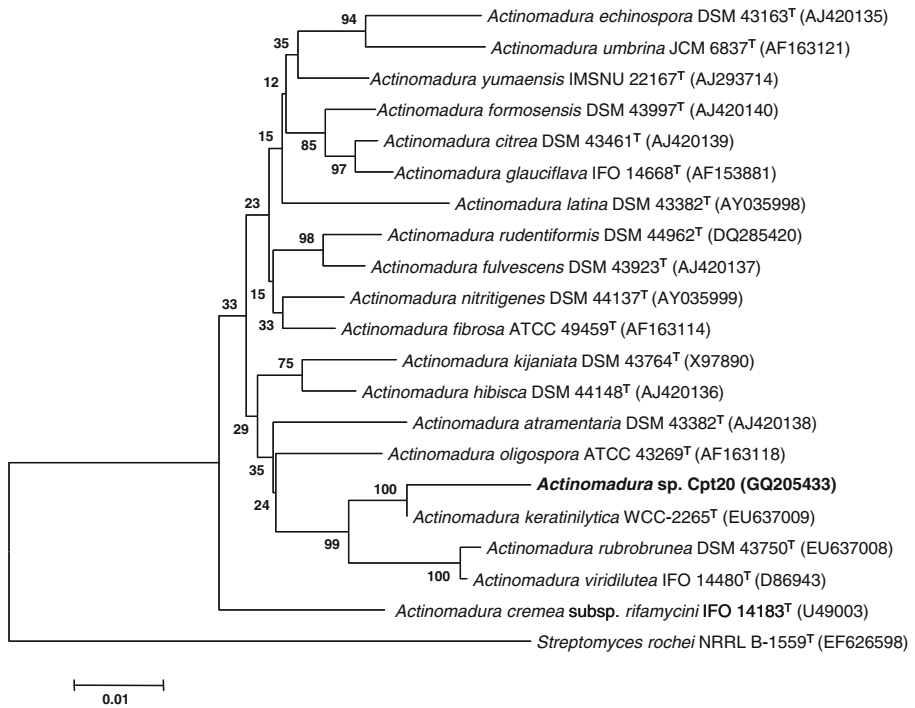 94
Actinomadura echinospora DSM 43163ᵀ (AJ420135)
35
Actinomadura umbrina JCM 6837ᵀ (AF163121)
12
Actinomadura yumaensis IMSNU 22167ᵀ (AJ293714)
Actinomadura formosensis DSM 43997ᵀ (AJ420140)
15
85
Actinomadura citrea DSM 43461ᵀ (AJ420139)
97
Actinomadura glauciflava IFO 14668ᵀ (AF153881)
23
Actinomadura latina DSM 43382ᵀ (AY035998)
98
Actinomadura rudentiformis DSM 44962ᵀ (DQ285420)
Actinomadura fulvescens DSM 43923ᵀ (AJ420137)
15
Actinomadura nitritigenes DSM 44137ᵀ (AY035999)
33
33
Actinomadura fibrosa ATCC 49459ᵀ (AF163114)
75
Actinomadura kijaniata DSM 43764ᵀ (X97890)
Actinomadura hibisca DSM 44148ᵀ (AJ420136)
29
Actinomadura atramentaria DSM 43382ᵀ (AJ420138)
35
Actinomadura oligospora ATCC 43269ᵀ (AF163118)
24
100
Actinomadura sp. Cpt20 (GQ205433)
Actinomadura keratinilytica WCC-2265ᵀ (EU637009)
99
Actinomadura rubrobrunea DSM 43750ᵀ (EU637008)
100
Actinomadura viridilutea IFO 14480ᵀ (D86943)
Actinomadura cremea subsp. rifamycini IFO 14183ᵀ (U49003)
Streptomyces rochei NRRL B-1559ᵀ (EF626598)
0.01